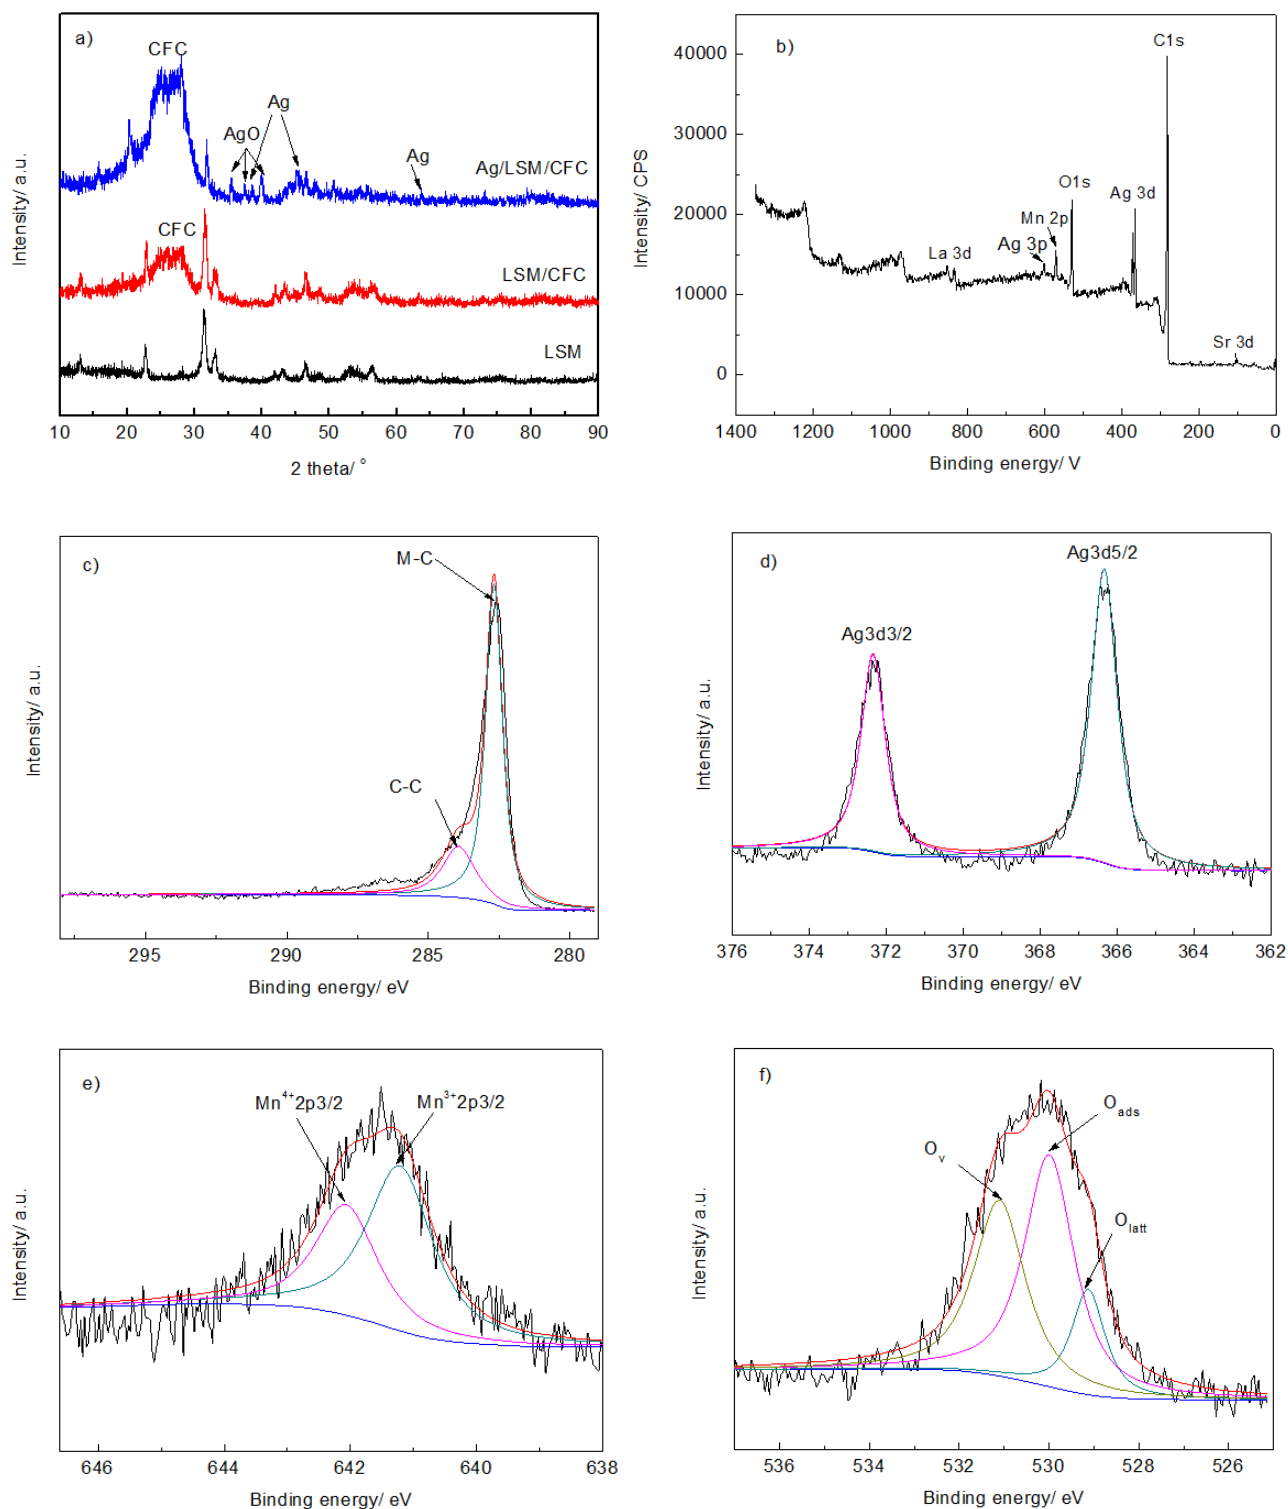 a)
CFC
Ag
AgO
Ag
Ag/LSM/CFC
CFC
LSM/CFC
LSM
Intensity/ a.u.
10 20 30 40 50 60 70 80 90
2 theta/ °
b)
C1s
O1s
Ag 3d
Mn 2p
Ag 3p
La 3d
Sr 3d
40000
30000
20000
10000
0
Intensity/ CPS
1400 1200 1000 800 600 400 200 0
Binding energy/ V
c)
M-C
C-C
Intensity/ a.u.
295 290 285 280
Binding energy/ eV
d)
Ag3d5/2
Ag3d3/2
Intensity/ a.u.
376 374 372 370 368 366 364 362
Binding energy/ eV
e)
Mn4+2p3/2
Mn3+2p3/2
Intensity/ a.u.
646 644 642 640 638
Binding energy/ eV
f)
Oads
Ov
Olatt
Intensity/ a.u.
536 534 532 530 528 526
Binding energy/ eV